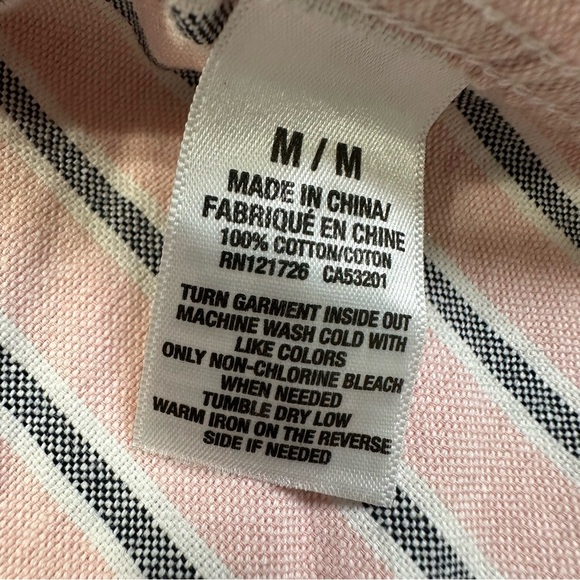 M / M
MADE IN CHINA/
FABRIQUÉ EN CHINE
100% COTTON/COTON
RN121726 CA53201
TURN GARMENT INSIDE OUT
MACHINE WASH COLD WITH
LIKE COLORS
ONLY NON-CHLORINE BLEACH
WHEN NEEDED
TUMBLE DRY LOW
WARM IRON ON THE REVERSE
SIDE IF NEEDED